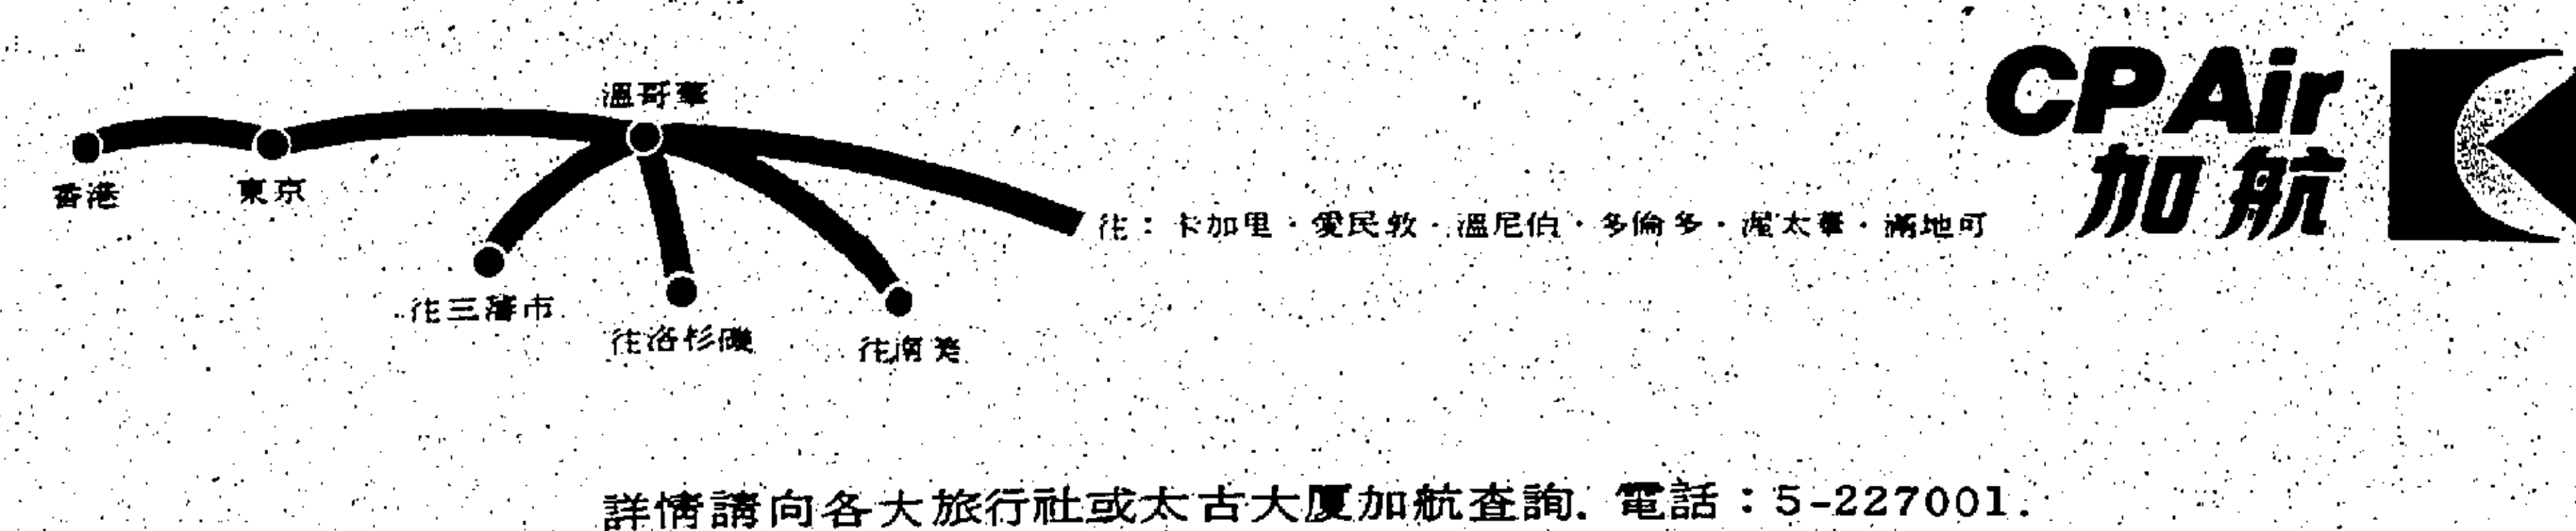 CPAir
加航
溫哥華
香港
東京
往：卡加里・愛民敦・溫尼伯・多倫多・渥太華・滿地可
往三藩市
往洛杉磯
往南美
詳情請向各大旅行社或太古大廈加航查詢. 電話：5-227001.